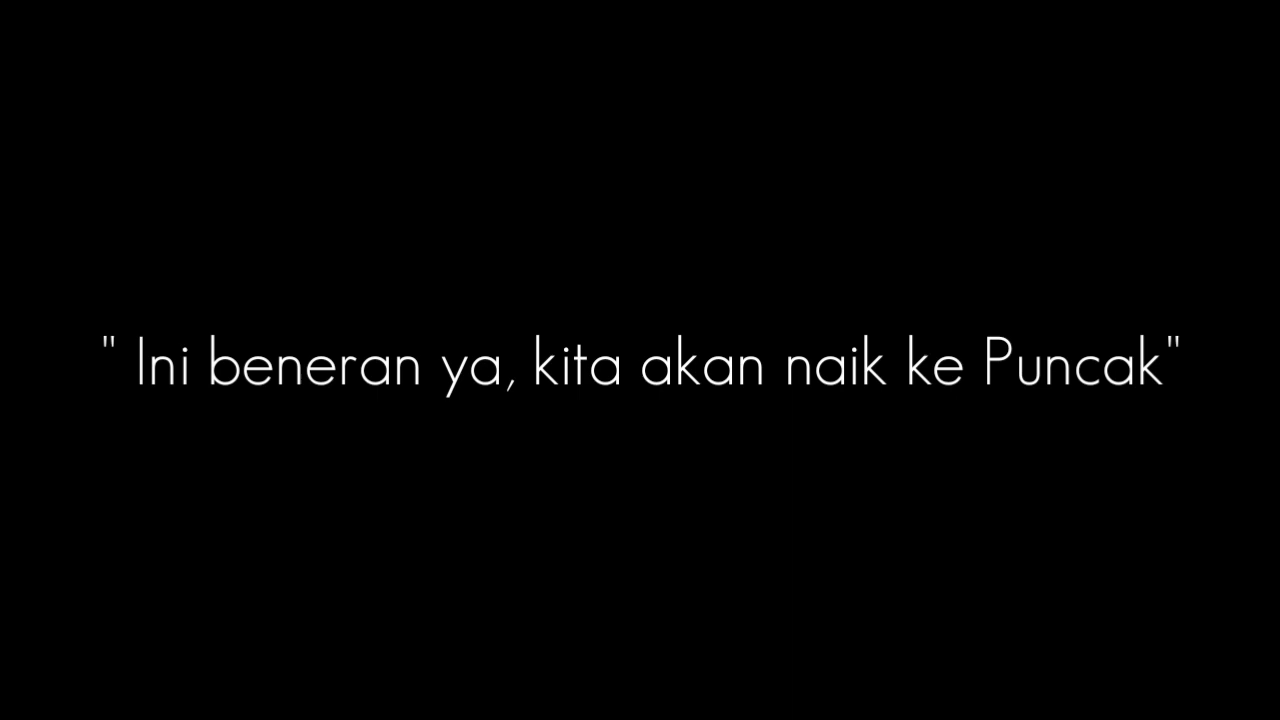 " Ini beneran ya, kita akan naik ke Puncak"